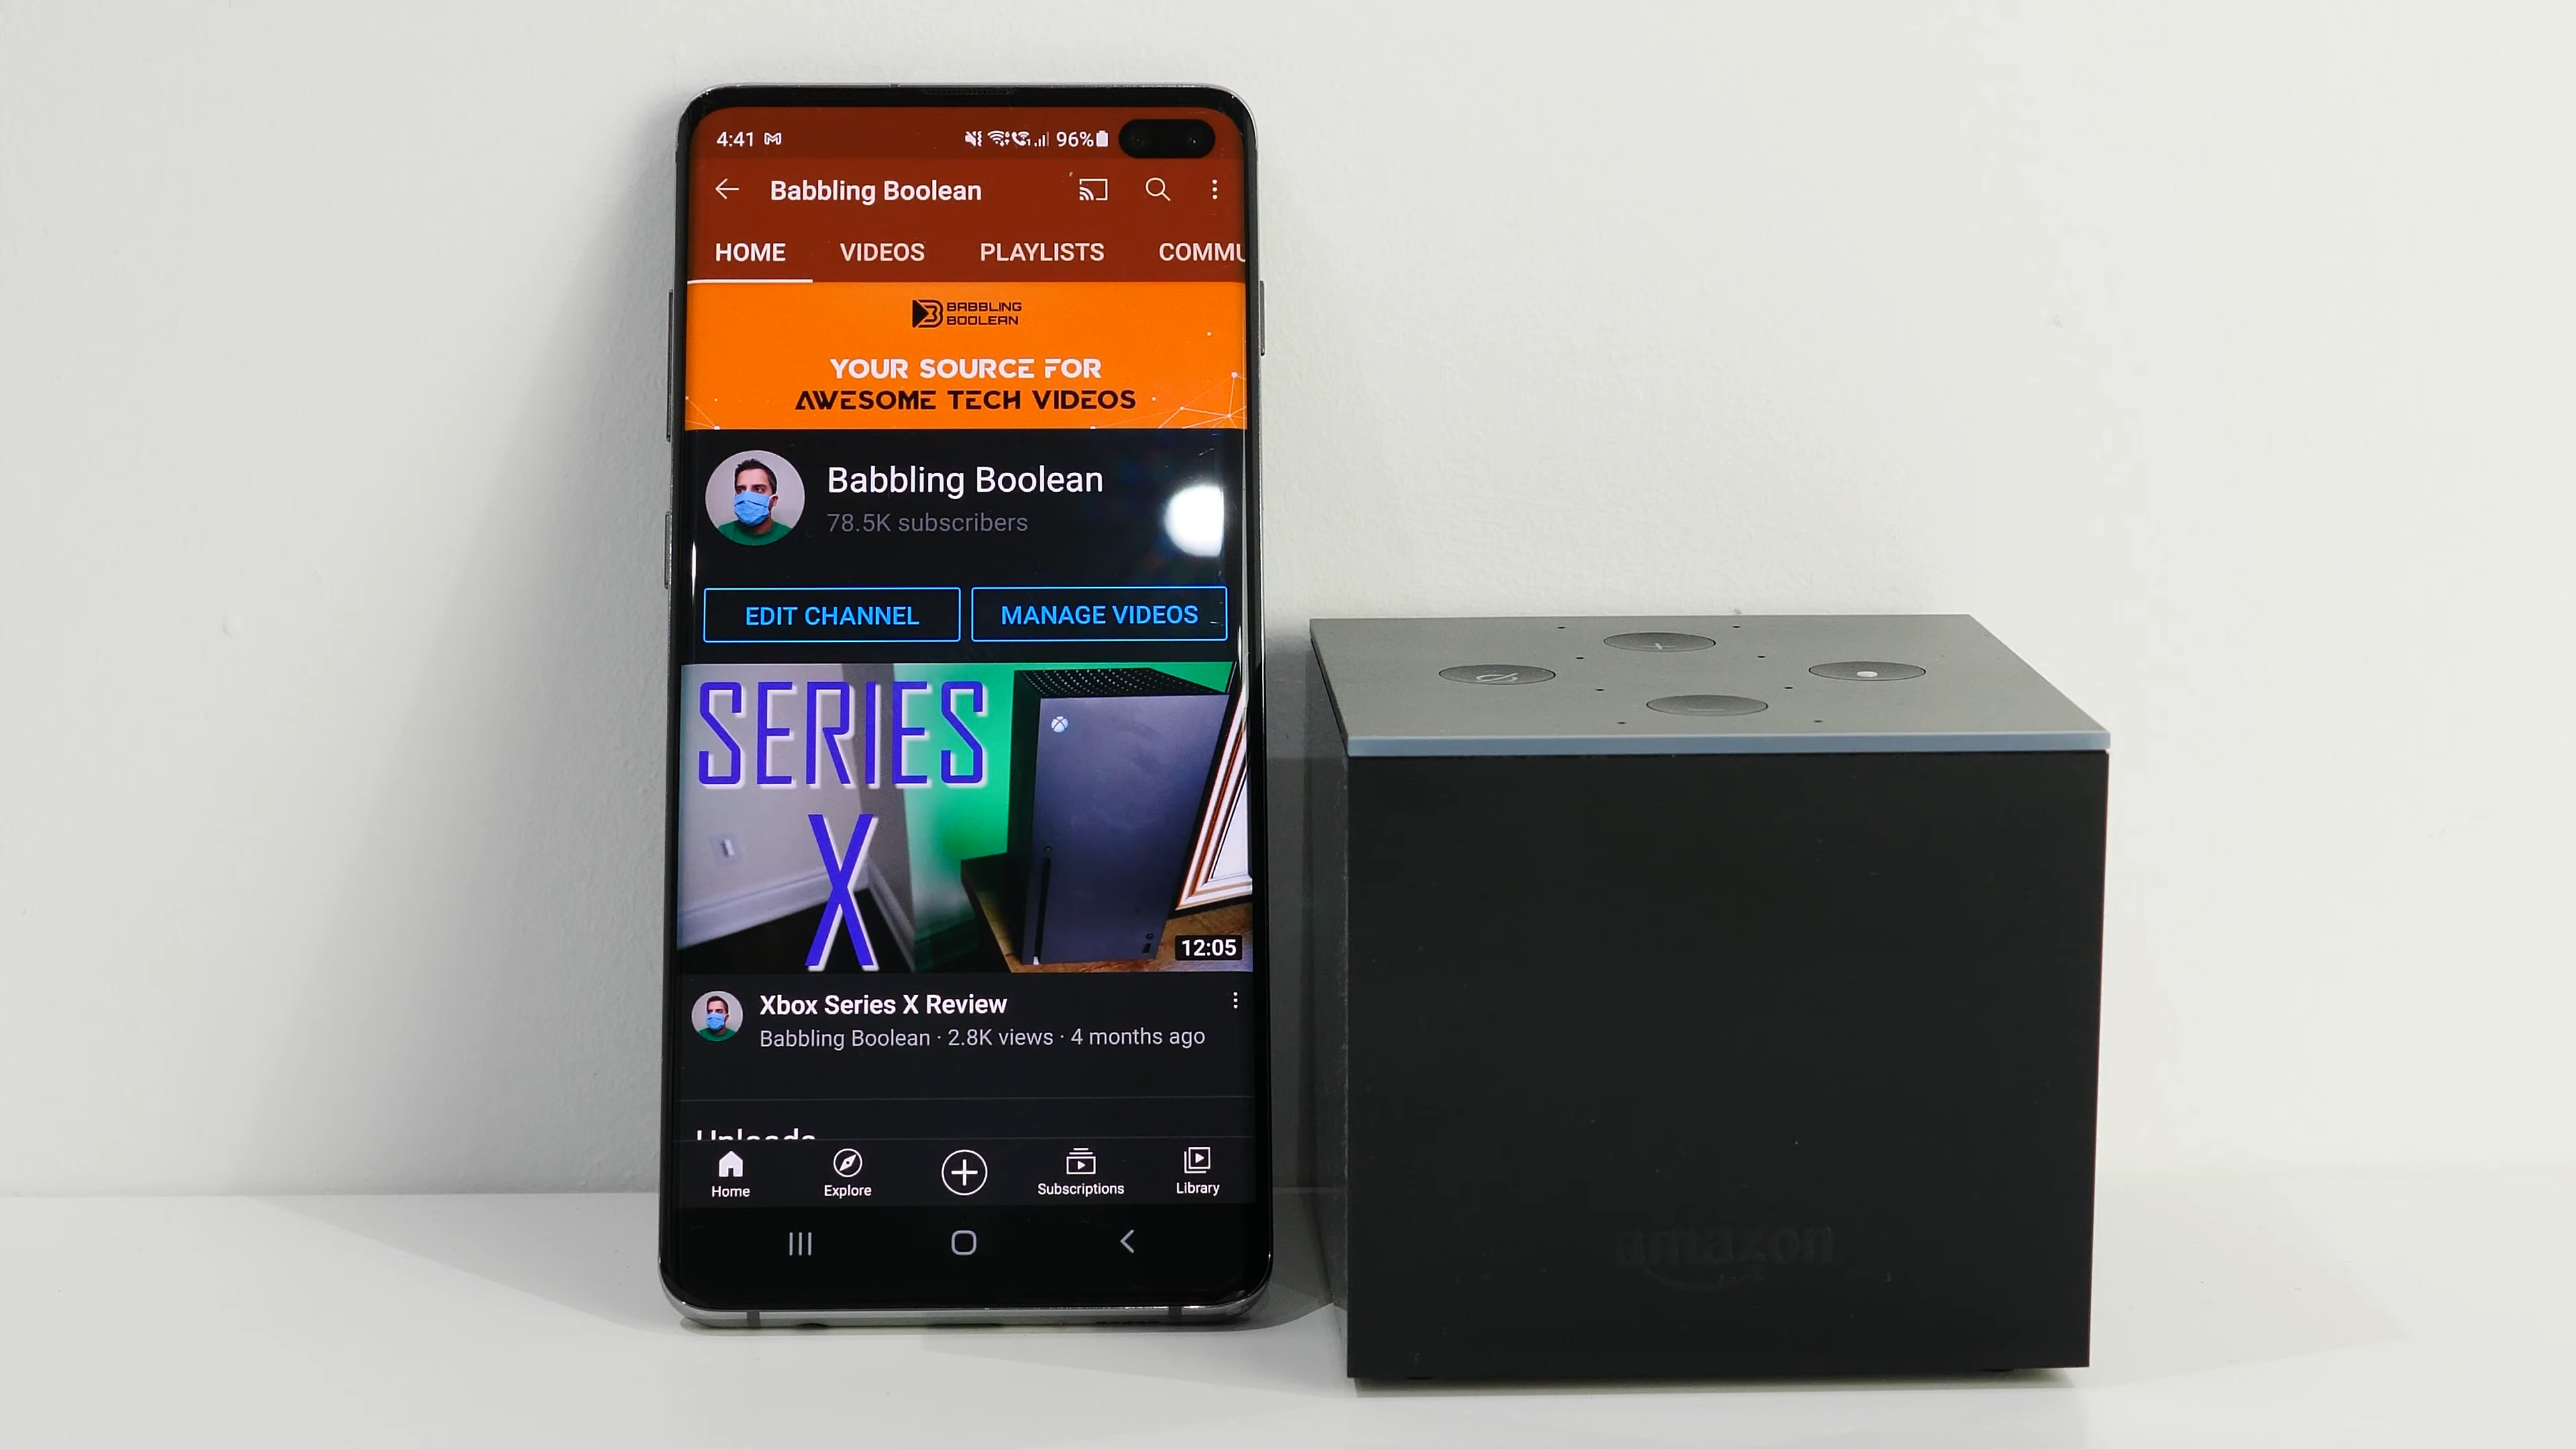 4:41 96%
Babbling Boolean
HOME VIDEOS PLAYLISTS COMMU
BABBLING
BOOLEAN
YOUR SOURCE FOR
AWESOME TECH VIDEOS
Babbling Boolean
78.5K subscribers
EDIT CHANNEL MANAGE VIDEOS
SERIES
X
12:05
Xbox Series X Review
Babbling Boolean · 2.8K views · 4 months ago
Uploads
Home Explore Subscriptions Library
amazon